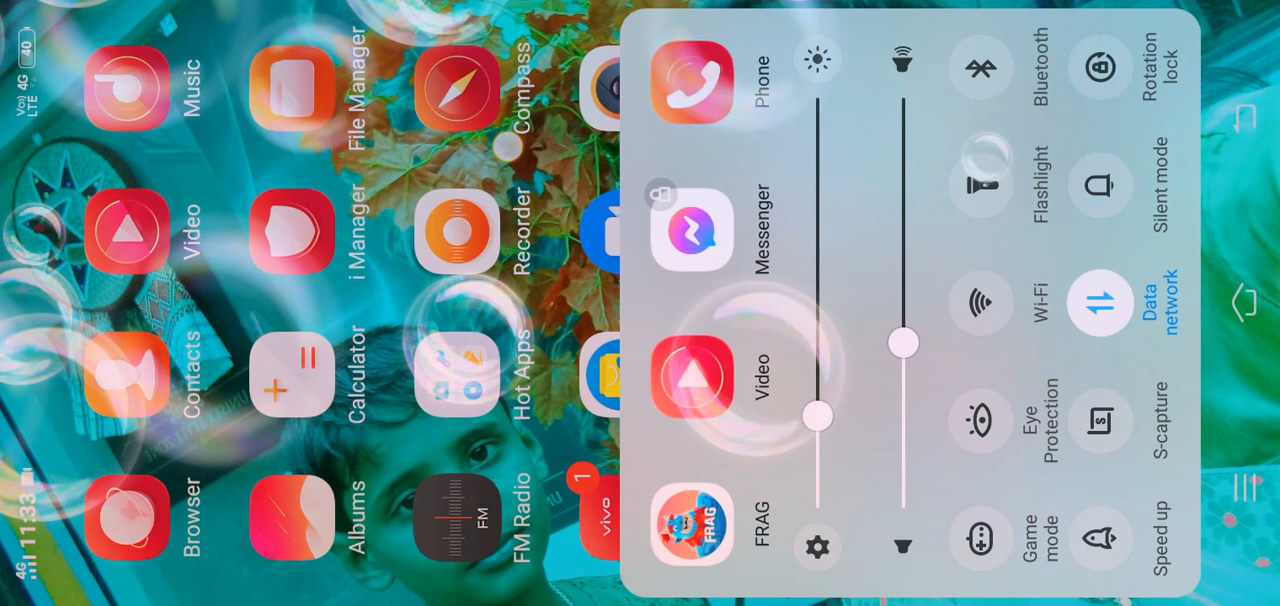 4G 11:33
VoI) 4G
LTE
40
Browser
Contacts
Video
Music
Albums
Calculator
i Manager
File Manager
FM
FM Radio
Hot Apps
Recorder
Compass
1
vivo
FRAG
FRAG
Video
Messenger
Phone
Game
mode
Eye
Protection
Wi-Fi
Flashlight
Bluetooth
Speed up
S
S-capture
Data
network
Silent mode
Rotation
lock